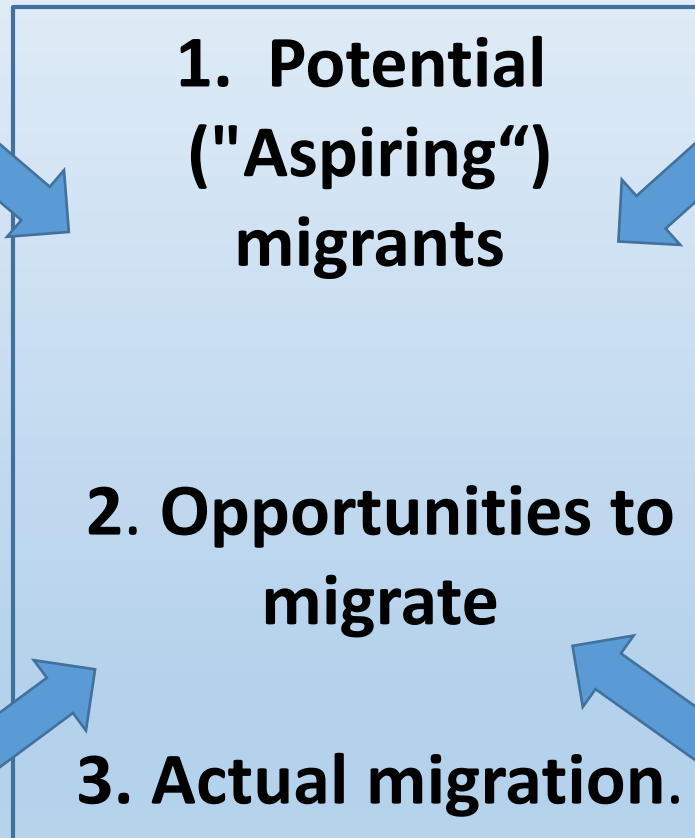 1. Potential
("Aspiring“)
migrants
2. Opportunities to
migrate
3. Actual migration.